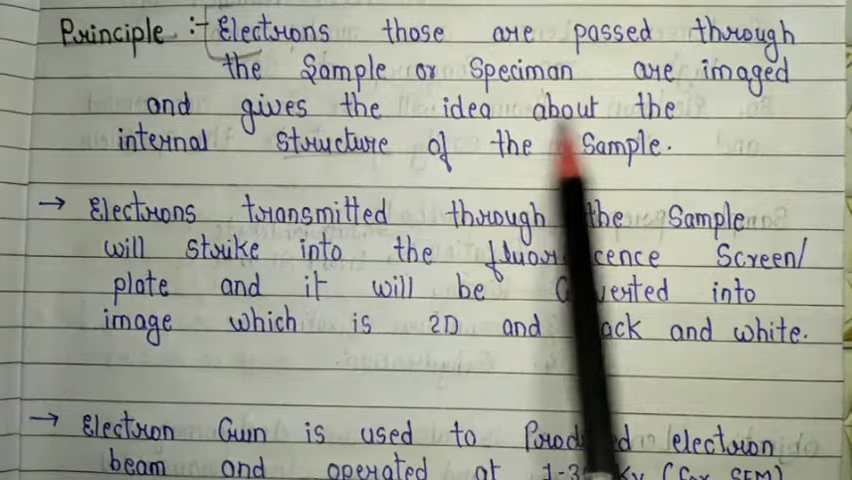 Principle :- Electrons those are passed through
the Sample or Speciman are imaged
and gives the idea about the
internal structure of the Sample.
→ Electrons transmitted through the Sample
will strike into the Screen/
plate and it will be into
image which is 2D and and white.
→ Electron Gun is used to electron
beam and operated at (for SEM)